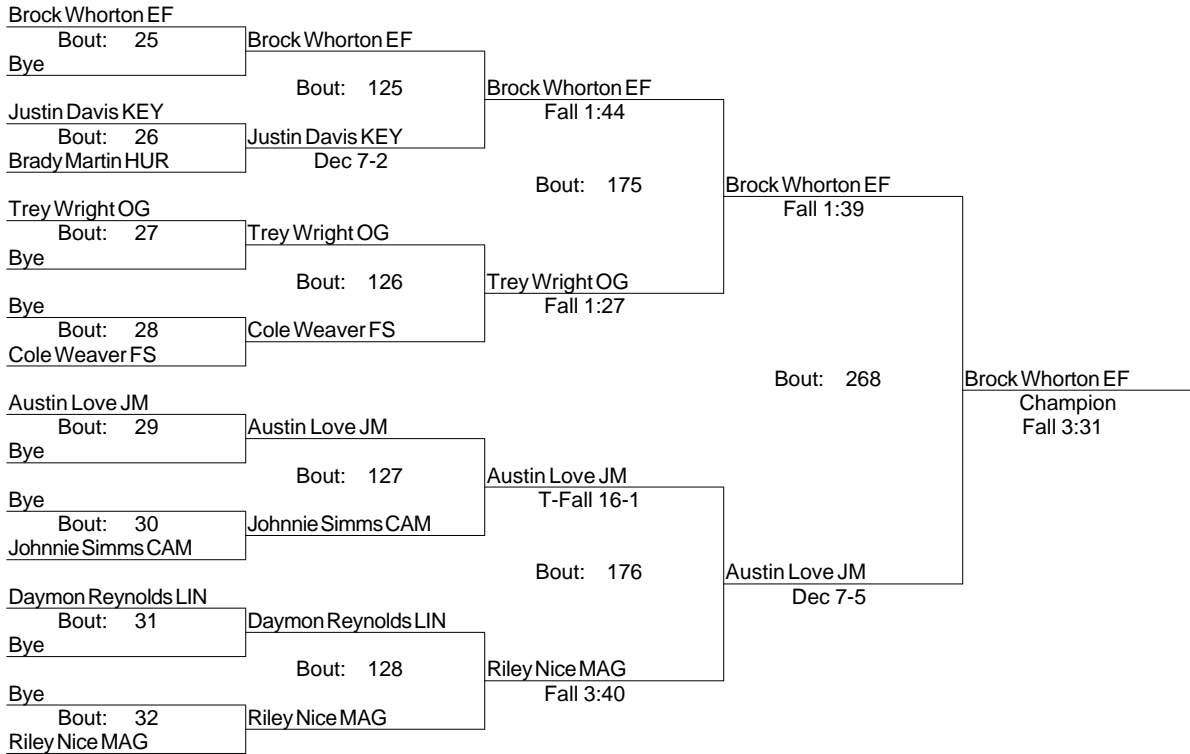 Brock Whorton EF
Bout: 25
Bye
Brock Whorton EF
Bout: 125
Justin Davis KEY
Bout: 26
Brady Martin HUR
Justin Davis KEY
Dec 7-2
Brock Whorton EF
Fall 1:44
Bout: 175
Trey Wright OG
Bout: 27
Bye
Trey Wright OG
Bout: 126
Bye
Bout: 28
Cole Weaver FS
Cole Weaver FS
Trey Wright OG
Fall 1:27
Brock Whorton EF
Fall 1:39
Bout: 268
Austin Love JM
Bout: 29
Bye
Austin Love JM
Bout: 127
Bye
Bout: 30
Johnnie Simms CAM
Johnnie Simms CAM
Austin Love JM
T-Fall 16-1
Bout: 176
Daymon Reynolds LIN
Bout: 31
Bye
Daymon Reynolds LIN
Bout: 128
Bye
Bout: 32
Riley Nice MAG
Riley Nice MAG
Riley Nice MAG
Fall 3:40
Austin Love JM
Dec 7-5
Brock Whorton EF
Champion
Fall 3:31